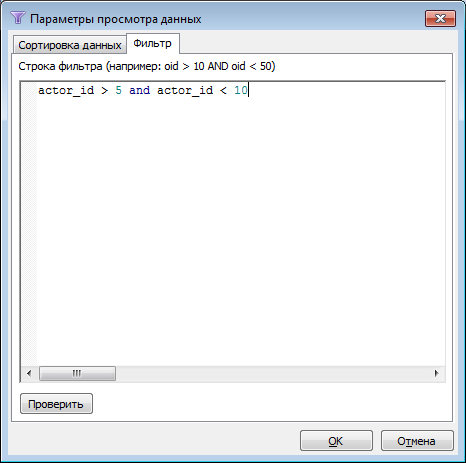 Параметры просмотра данных
Сортировка данных Фильтр
Строка фильтра (например: oid > 10 AND oid < 50)
actor_id > 5 and actor_id < 10
Проверить
OK Отмена